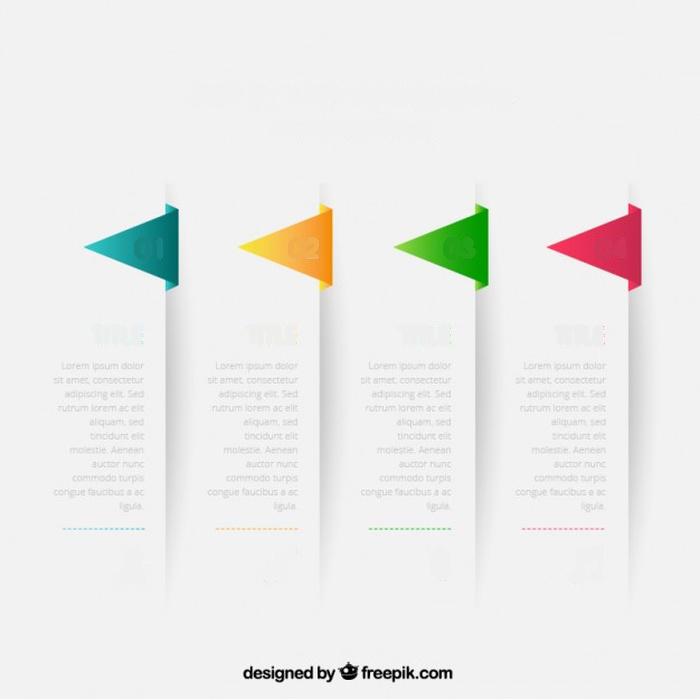 01
TITLE
Lorem ipsum dolor
sit amet, consectetur
adipiscing elit. Sed
rutrum lorem ac elit
aliquam, sed
tincidunt elit
molestie. Aenean
auctor nunc
commodo turpis
congue faucibus a ac
ligula.
02
TITLE
Lorem ipsum dolor
sit amet, consectetur
adipiscing elit. Sed
rutrum lorem ac elit
aliquam, sed
tincidunt elit
molestie. Aenean
auctor nunc
commodo turpis
congue faucibus a ac
ligula.
03
TITLE
Lorem ipsum dolor
sit amet, consectetur
adipiscing elit. Sed
rutrum lorem ac elit
aliquam, sed
tincidunt elit
molestie. Aenean
auctor nunc
commodo turpis
congue faucibus a ac
ligula.
04
TITLE
Lorem ipsum dolor
sit amet, consectetur
adipiscing elit. Sed
rutrum lorem ac elit
aliquam, sed
tincidunt elit
molestie. Aenean
auctor nunc
commodo turpis
congue faucibus a ac
ligula.
designed by freepik.com